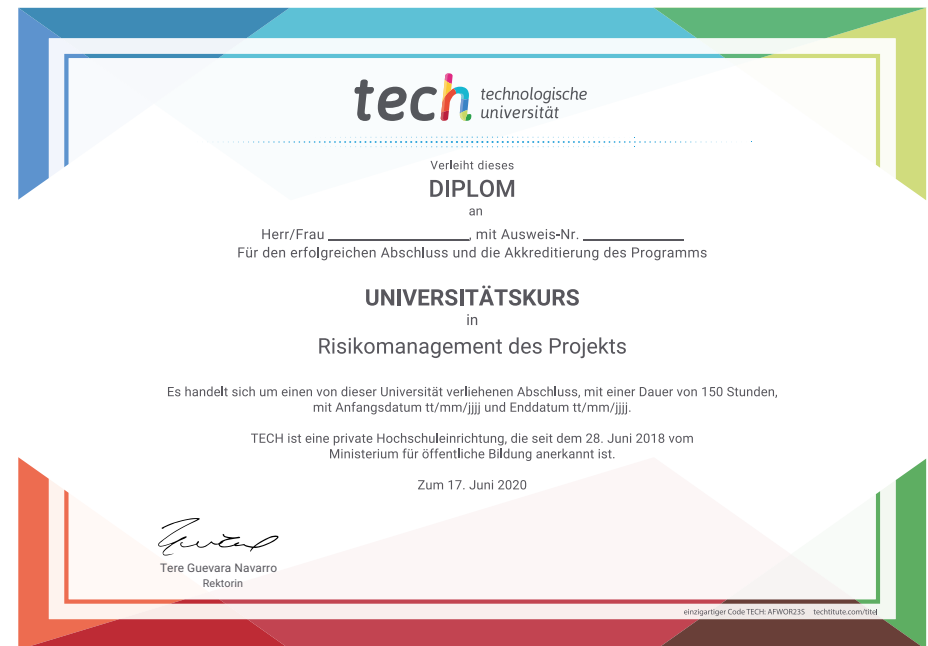 tech technologische
universität
Verleiht dieses
DIPLOM
an
Herr/Frau ____________, mit Ausweis-Nr. ____________
Für den erfolgreichen Abschluss und die Akkreditierung des Programms
UNIVERSITÄTSKURS
in
Risikomanagement des Projekts
Es handelt sich um einen von dieser Universität verliehenen Abschluss, mit einer Dauer von 150 Stunden,
mit Anfangsdatum tt/mm/jjjj und Enddatum tt/mm/jjjj.
TECH ist eine private Hochschuleinrichtung, die seit dem 28. Juni 2018 vom
Ministerium für öffentliche Bildung anerkannt ist.
Zum 17. Juni 2020
Tere Guevara Navarro
Rektorin
einzigartiger Code TECH: AFWOR23S techtitute.com/titel